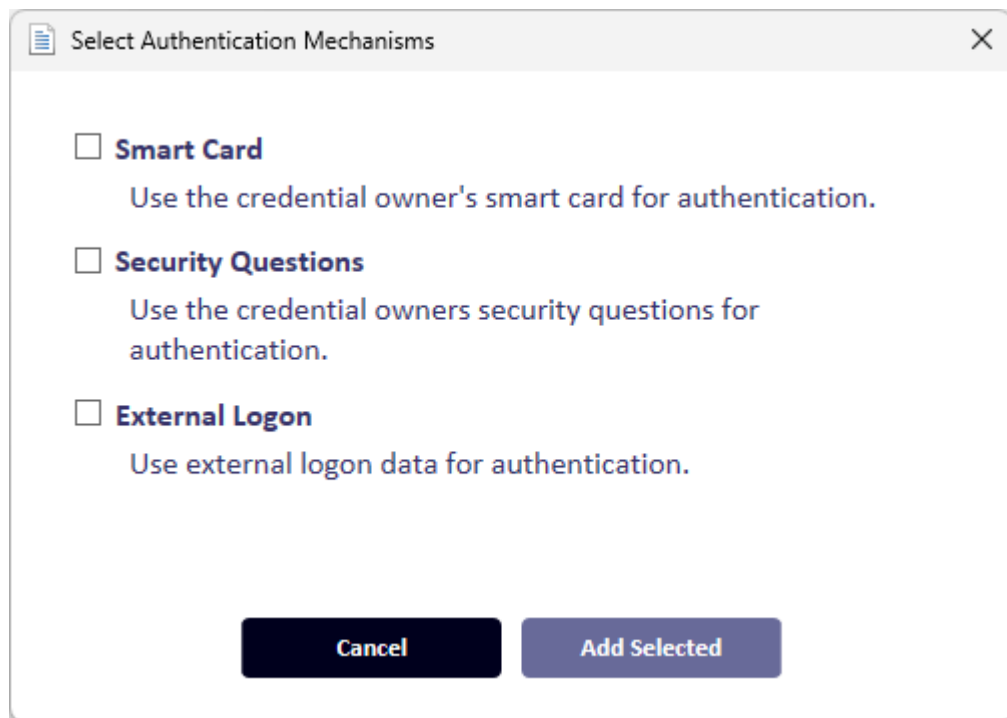 Select Authentication Mechanisms
Smart Card
Use the credential owner's smart card for authentication.
Security Questions
Use the credential owners security questions for
authentication.
External Logon
Use external logon data for authentication.
Cancel
Add Selected